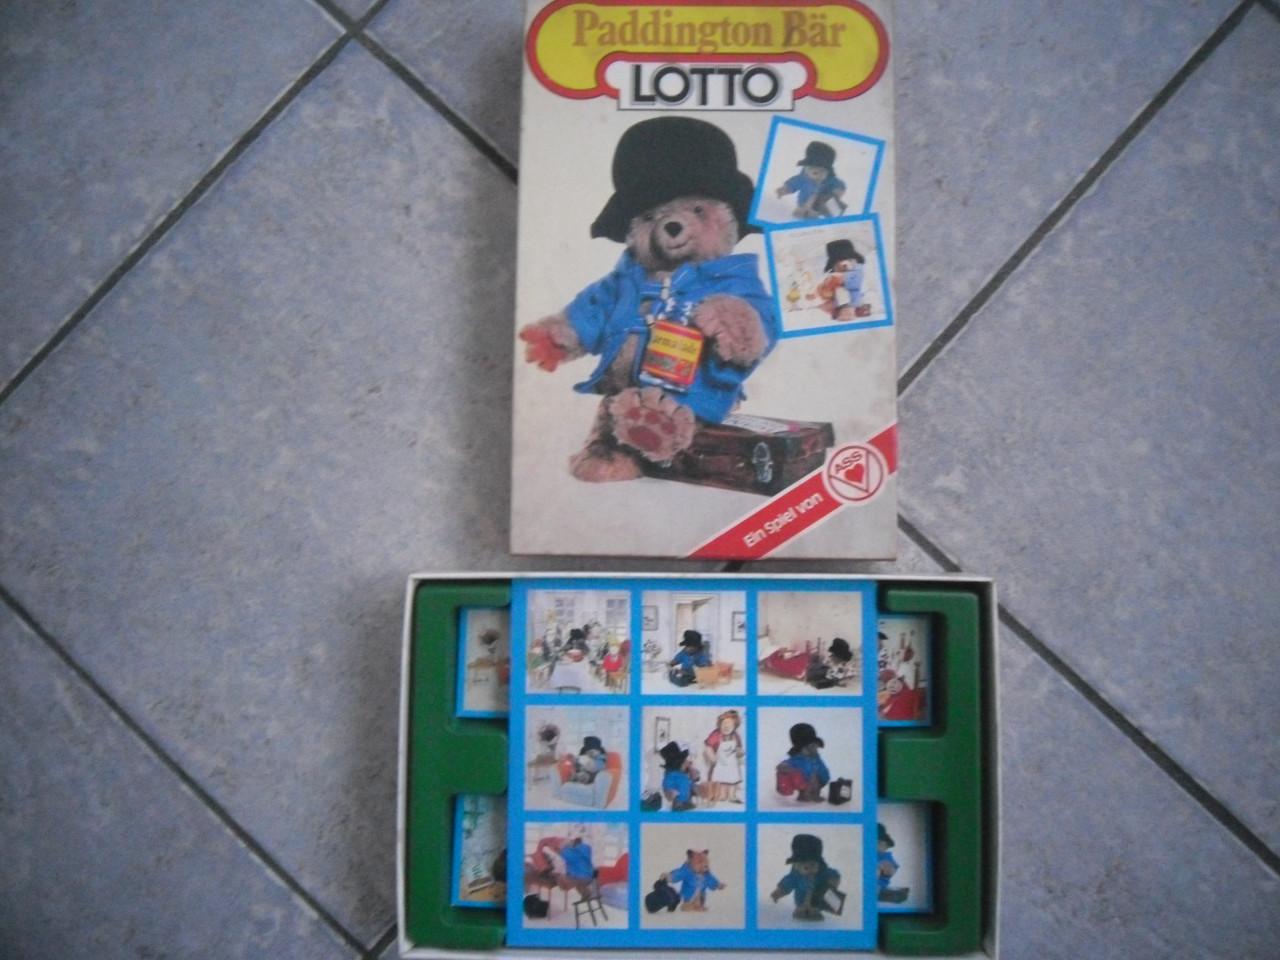 Paddington Bär
LOTTO
Ein Spiel von
ASS